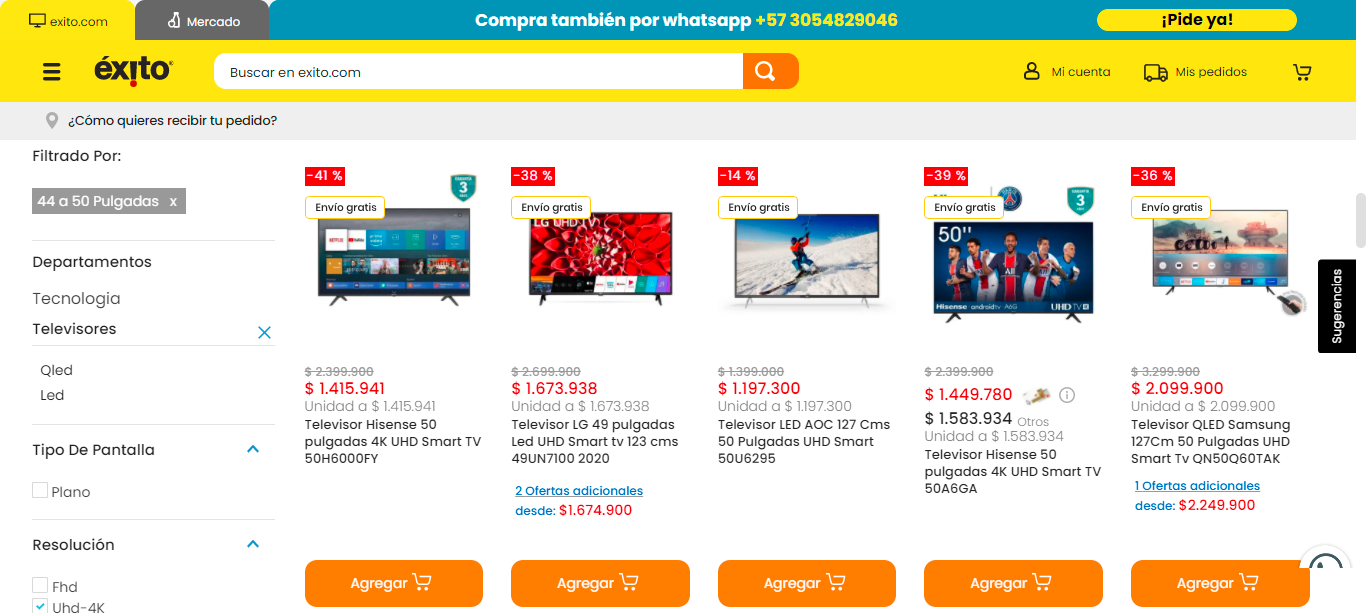 exito.com
Mercado
Compra también por whatsapp +57 3054829046
¡Pide ya!
éxito
Buscar en exito.com
Mi cuenta
Mis pedidos
¿Cómo quieres recibir tu pedido?
Filtrado Por:
44 a 50 Pulgadas x
Departamentos
Tecnologia
Televisores
Qled
Led
Tipo De Pantalla
Plano
Resolución
Fhd
Uhd-4K
-41 %
3
Envío gratis
$ 2.399.900
$ 1.415.941
Unidad a $ 1.415.941
Televisor Hisense 50
pulgadas 4K UHD Smart TV
50H6000FY
Agregar
-38 %
Envío gratis
LG UHD
$ 2.699.900
$ 1.673.938
Unidad a $ 1.673.938
Televisor LG 49 pulgadas
Led UHD Smart tv 123 cms
49UN7100 2020
2 Ofertas adicionales
desde: $1.674.900
Agregar
-14 %
Envío gratis
$ 1.399.000
$ 1.197.300
Unidad a $ 1.197.300
Televisor LED AOC 127 Cms
50 Pulgadas UHD Smart
50U6295
Agregar
-39 %
3
Envío gratis
50''
Hisense androidtv A6G UHD TV
$ 2.399.900
$ 1.449.780
$ 1.583.934 Otros
Unidad a $ 1.583.934
Televisor Hisense 50
pulgadas 4K UHD Smart TV
50A6GA
Agregar
-36 %
Envío gratis
$ 3.299.900
$ 2.099.900
Unidad a $ 2.099.900
Televisor QLED Samsung
127Cm 50 Pulgadas UHD
Smart Tv QN50Q60TAK
1 Ofertas adicionales
desde: $2.249.900
Agregar
Sugerencias